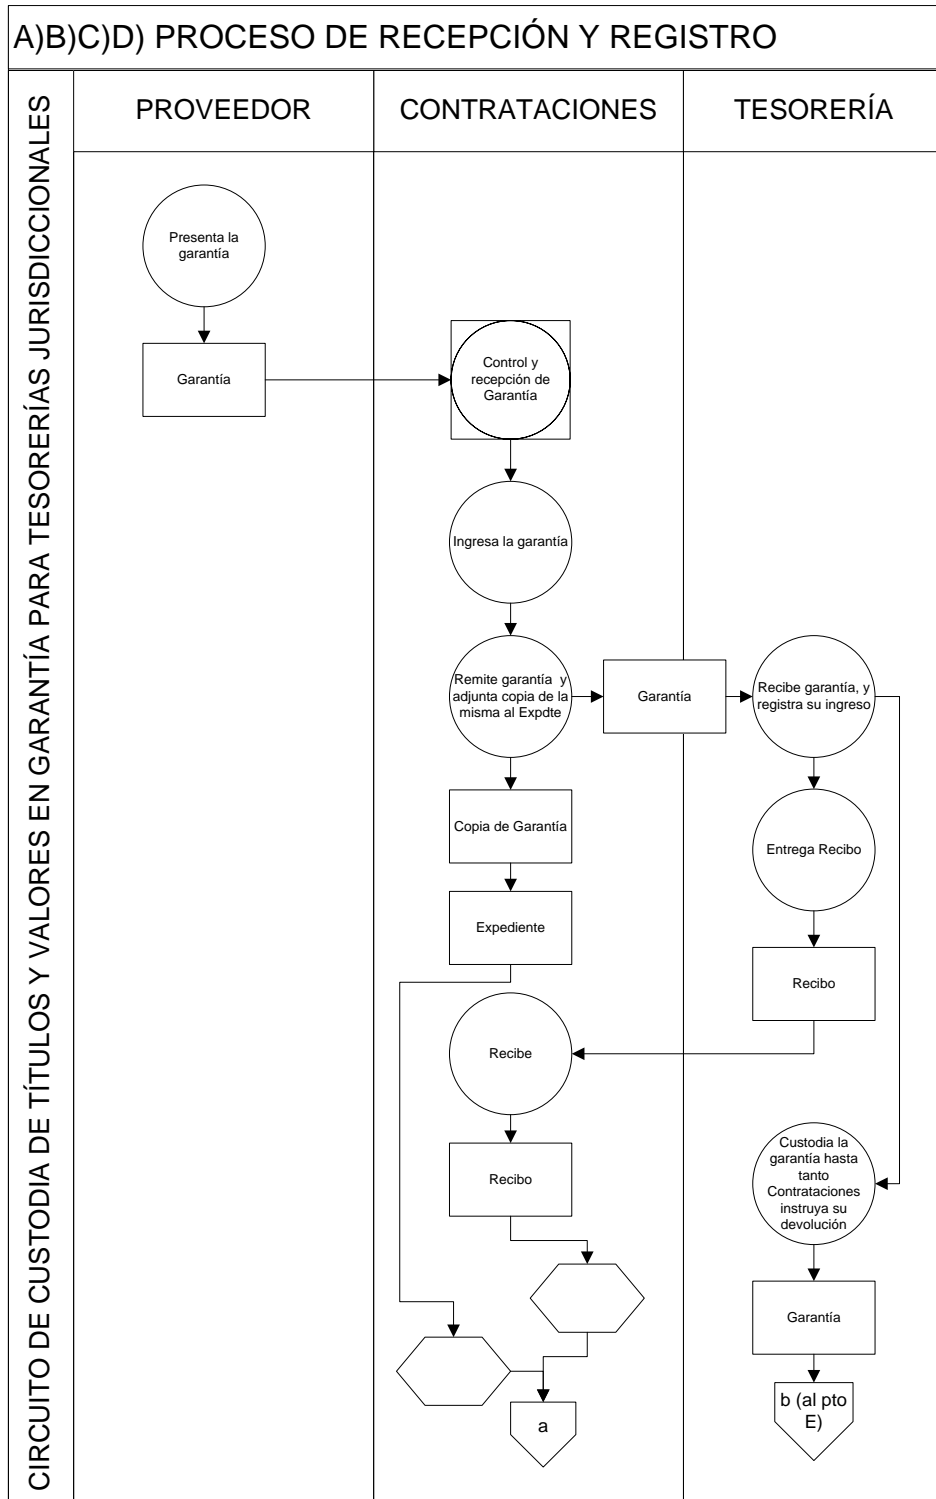 A)B)C)D) PROCESO DE RECEPCIÓN Y REGISTRO
CIRCUITO DE CUSTODIA DE TÍTULOS Y VALORES EN GARANTÍA PARA TESORERÍAS JURISDICCIONALES
PROVEEDOR
CONTRATACIONES
TESORERÍA
Presenta la
garantía
Garantía
Control y
recepción de
Garantía
Ingresa la garantía
Remite garantía y
adjunta copia de la
misma al Expdte
Garantía
Recibe garantía, y
registra su ingreso
Copia de Garantía
Entrega Recibo
Expediente
Recibo
Recibe
Recibo
Custodia la
garantía hasta
tanto
Contrataciones
instruya su
devolución
Garantía
a
b (al pto
E)